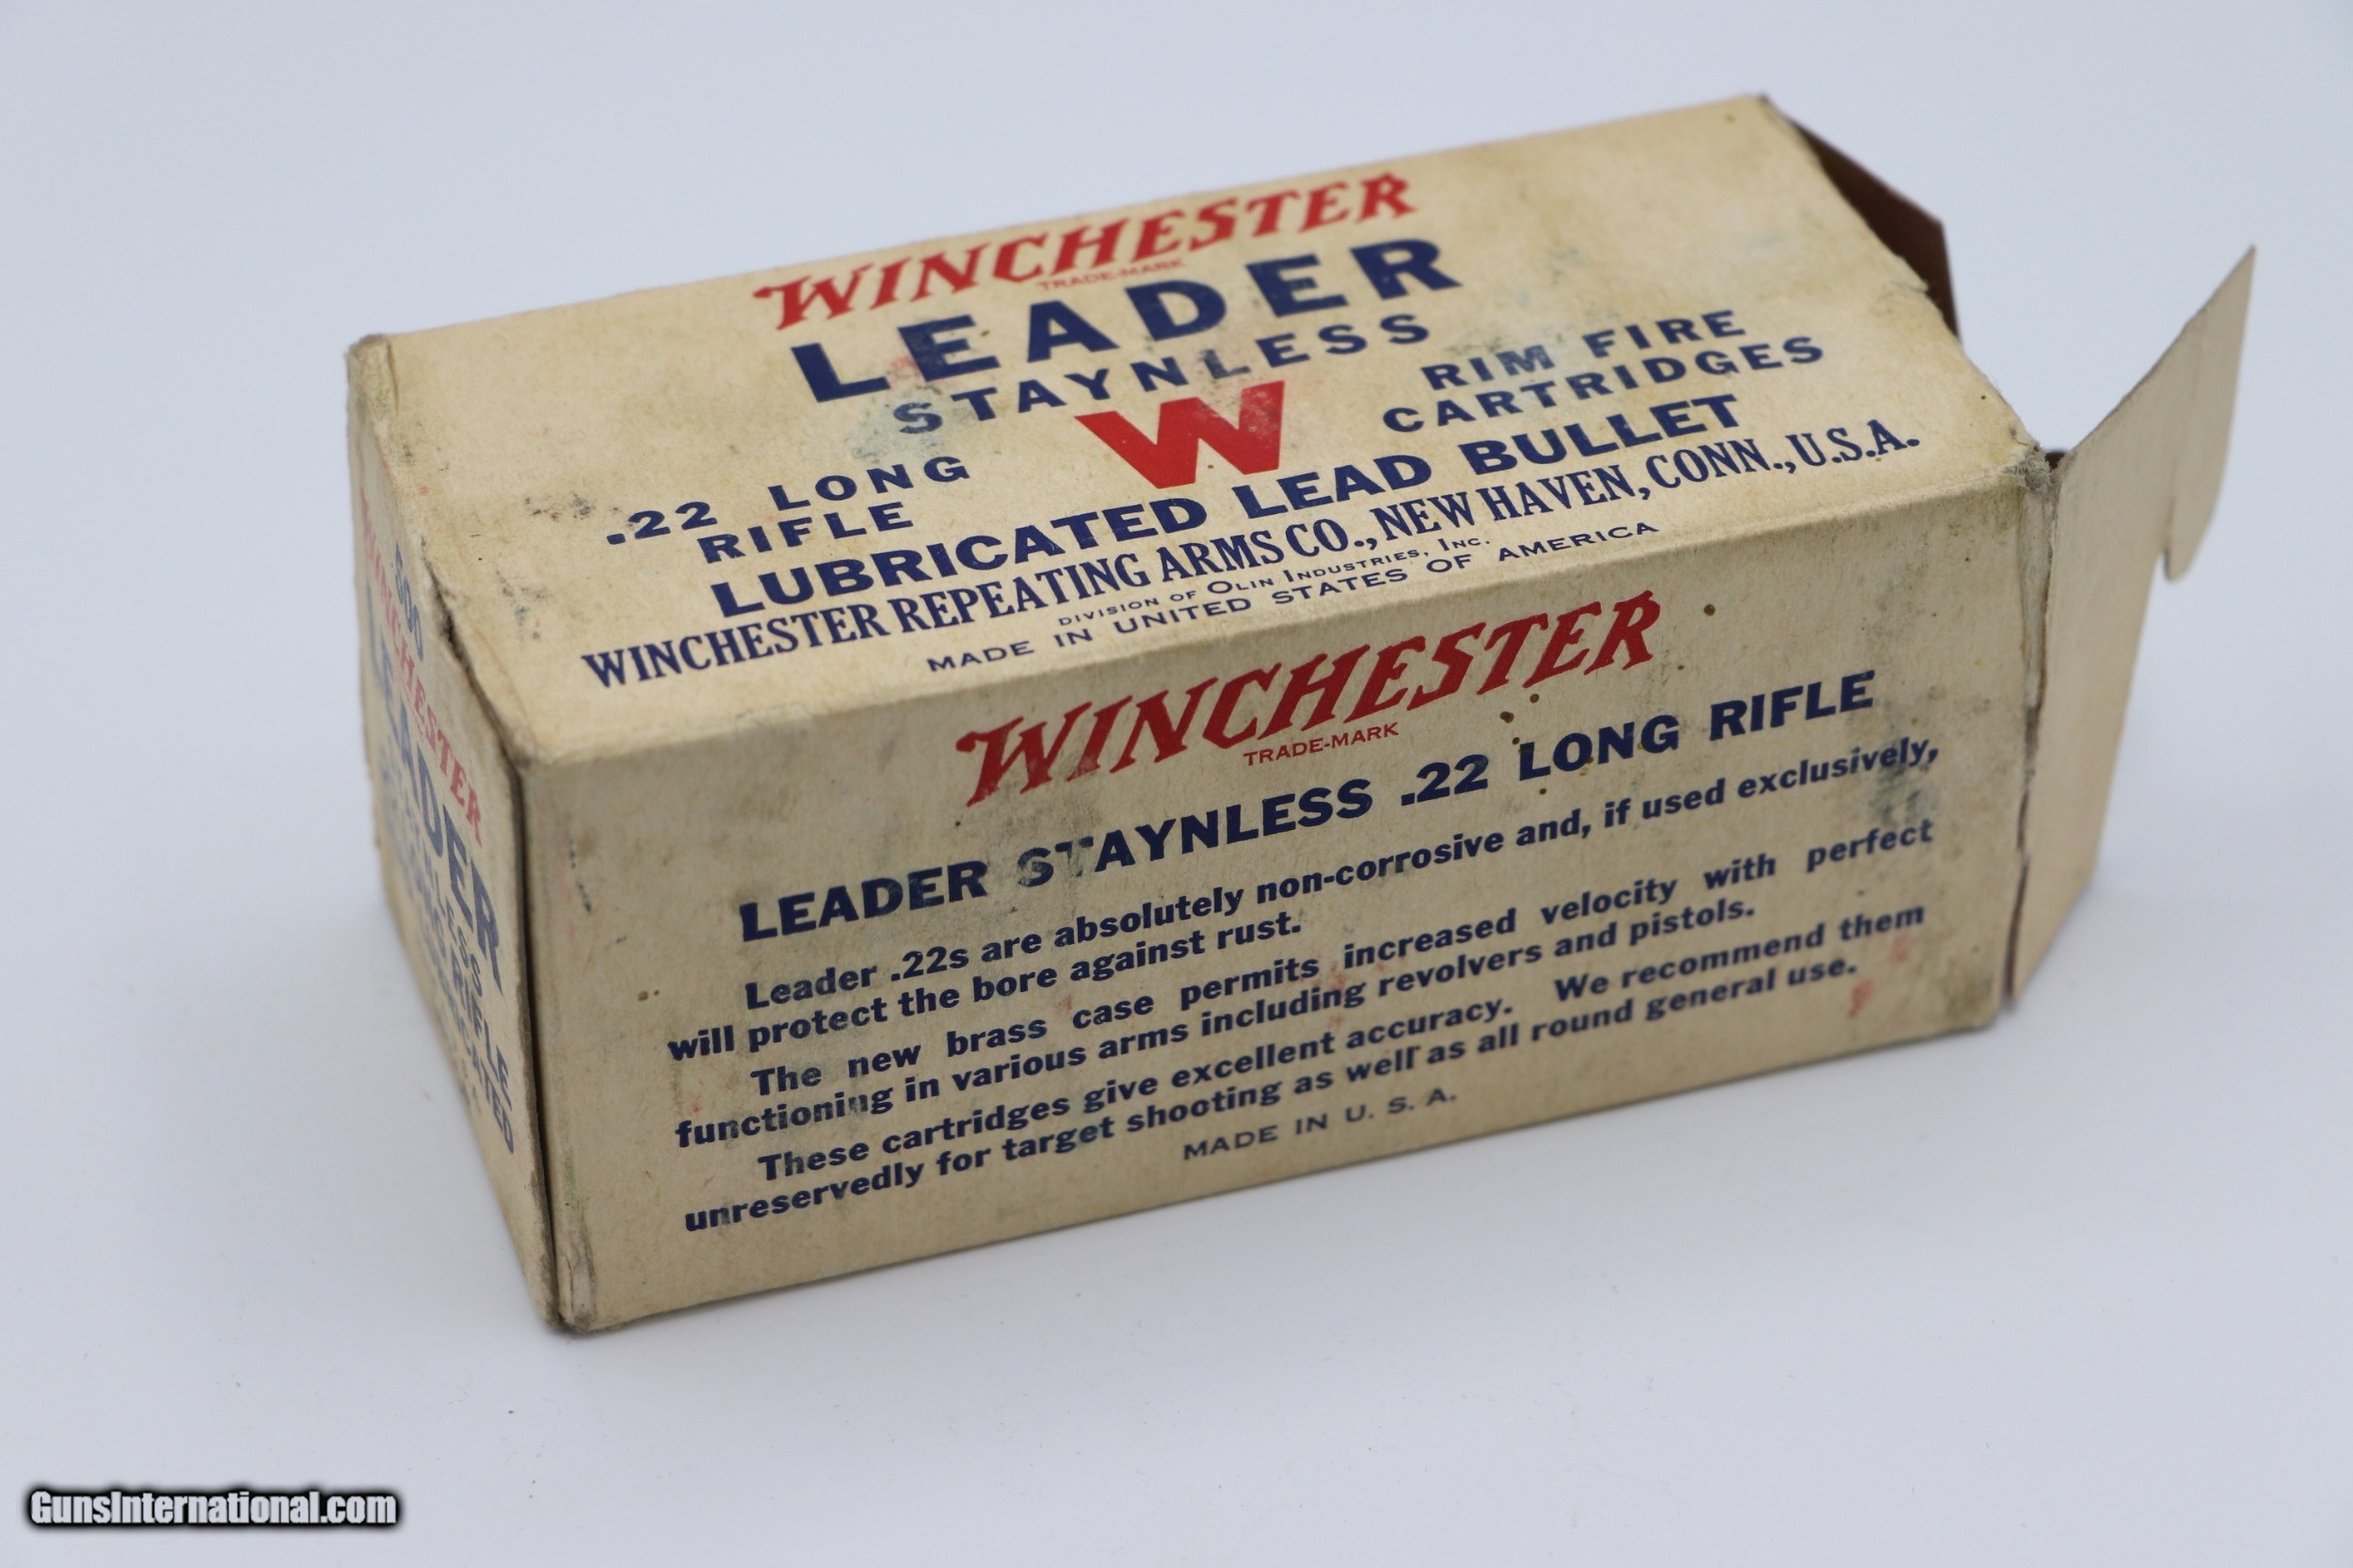 WINCHESTER
TRADE-MARK
LEADER
STAYNLESS
.22 LONG
RIFLE
W
RIM FIRE
CARTRIDGES
LUBRICATED LEAD BULLET
WINCHESTER REPEATING ARMS CO., NEW HAVEN, CONN., U.S.A.
DIVISION OF OLIN INDUSTRIES, INC.
MADE IN UNITED STATES OF AMERICA
WINCHESTER
TRADE-MARK
LEADER STAYNLESS .22 LONG RIFLE
Leader .22s are absolutely non-corrosive and, if used exclusively,
will protect the bore against rust.
The new brass case permits increased velocity with perfect
functioning in various arms including revolvers and pistols.
These cartridges give excellent accuracy. We recommend them
unreservedly for target shooting as well as all round general use.
MADE IN U. S. A.
500
WINCHESTER
LEADER
RIFLE
GunsInternational.com